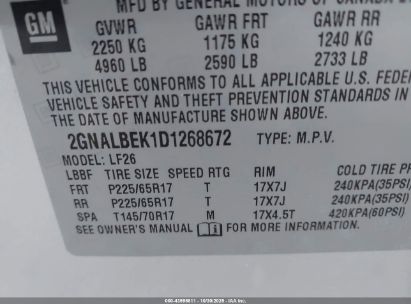 MFD BY GENERAL MOTORS OF CANADA
GM
GVWR GAWR FRT GAWR RR
2250 KG 1175 KG 1240 KG
4960 LB 2590 LB 2733 LB
THIS VEHICLE CONFORMS TO ALL APPLICABLE U.S. FEDE
VEHICLE SAFETY AND THEFT PREVENTION STANDARDS IN
THE DATE OF MANUFACTURE SHOWN ABOVE.
2GNALBEK1D1268672 TYPE: M.P.V.
MODEL: LF26
LBBF TIRE SIZE SPEED RTG RIM COLD TIRE P
FRT P225/65R17 T 17X7J 240KPA(35PSI)
RR P225/65R17 T 17X7J 240KPA(35PSI)
SPA T145/70R17 M 17X4.5T 420KPA(60PSI)
SEE OWNER'S MANUAL i FOR MORE INFORMATION.